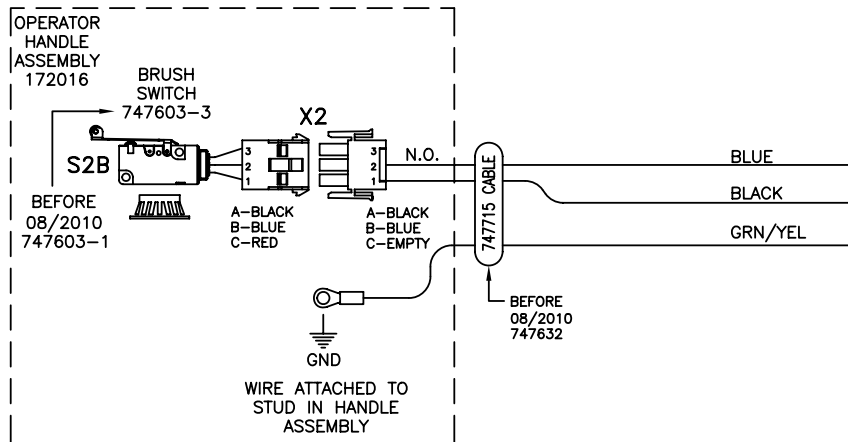 OPERATOR
HANDLE
ASSEMBLY
172016
BRUSH
SWITCH
747603-3
X2
S2B
3
2
1
3
2
1
N.O.
BEFORE
08/2010
747603-1
A-BLACK
B-BLUE
C-RED
A-BLACK
B-BLUE
C-EMPTY
747715 CABLE
BLUE
BLACK
GRN/YEL
BEFORE
08/2010
747632
GND
WIRE ATTACHED TO
STUD IN HANDLE
ASSEMBLY